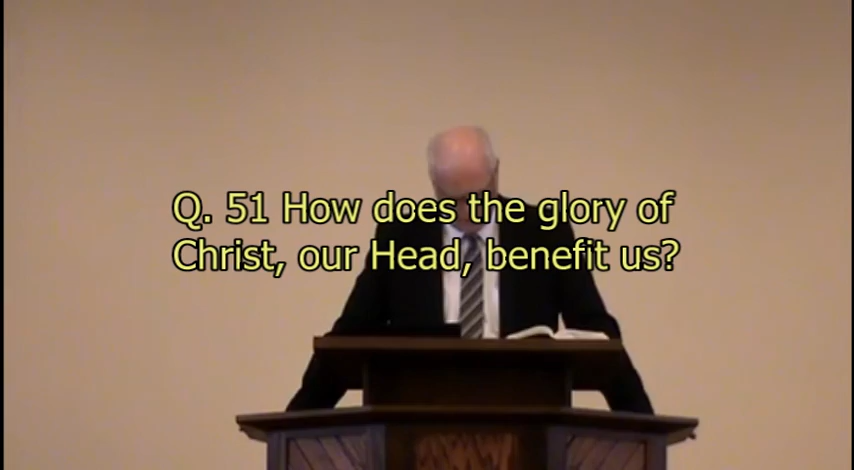 Q. 51 How does the glory of
Christ, our Head, benefit us?